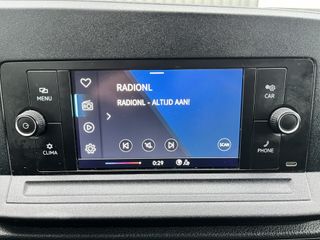 RADIONL
MENU
RADIONL - ALTIJD AAN!
CAR
CLIMA
SCAN
PHONE
0:29